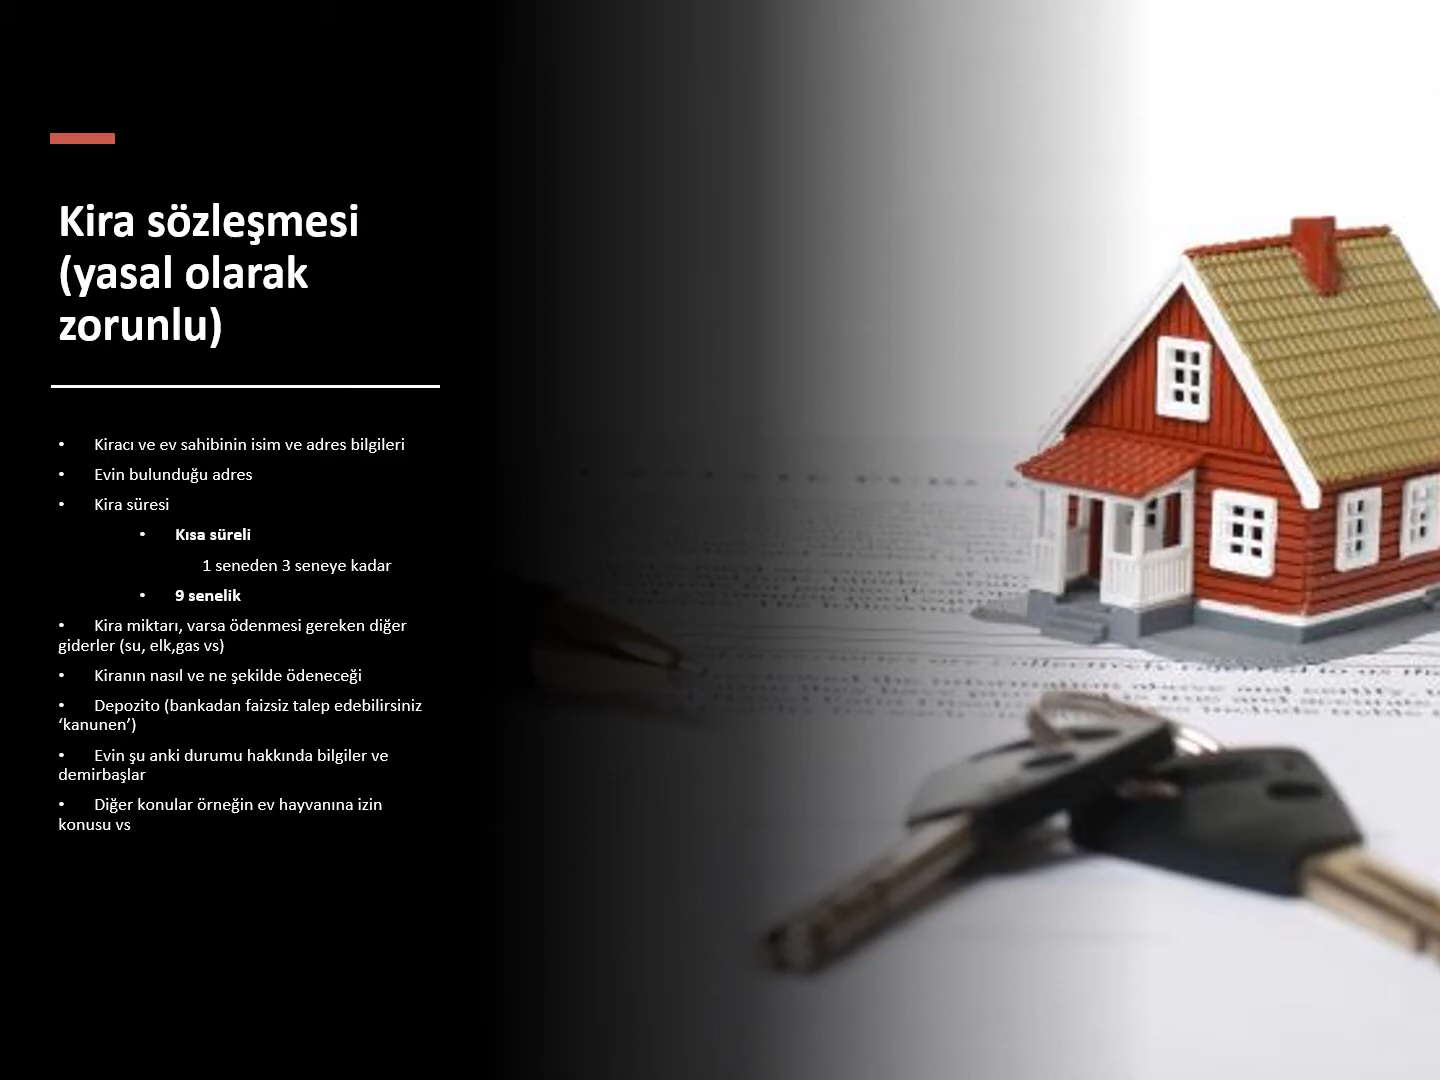 Kira sözleşmesi
(yasal olarak
zorunlu)
• Kiracı ve ev sahibinin isim ve adres bilgileri
• Evin bulunduğu adres
• Kira süresi
• Kısa süreli
1 seneden 3 seneye kadar
• 9 senelik
• Kira miktarı, varsa ödenmesi gereken diğer
giderler (su, elk,gas vs)
• Kiranın nasıl ve ne şekilde ödeneceği
• Depozito (bankadan faizsiz talep edebilirsiniz
‘kanunen’)
• Evin şu anki durumu hakkında bilgiler ve
demirbaşlar
• Diğer konular örneğin ev hayvanına izin
konusu vs